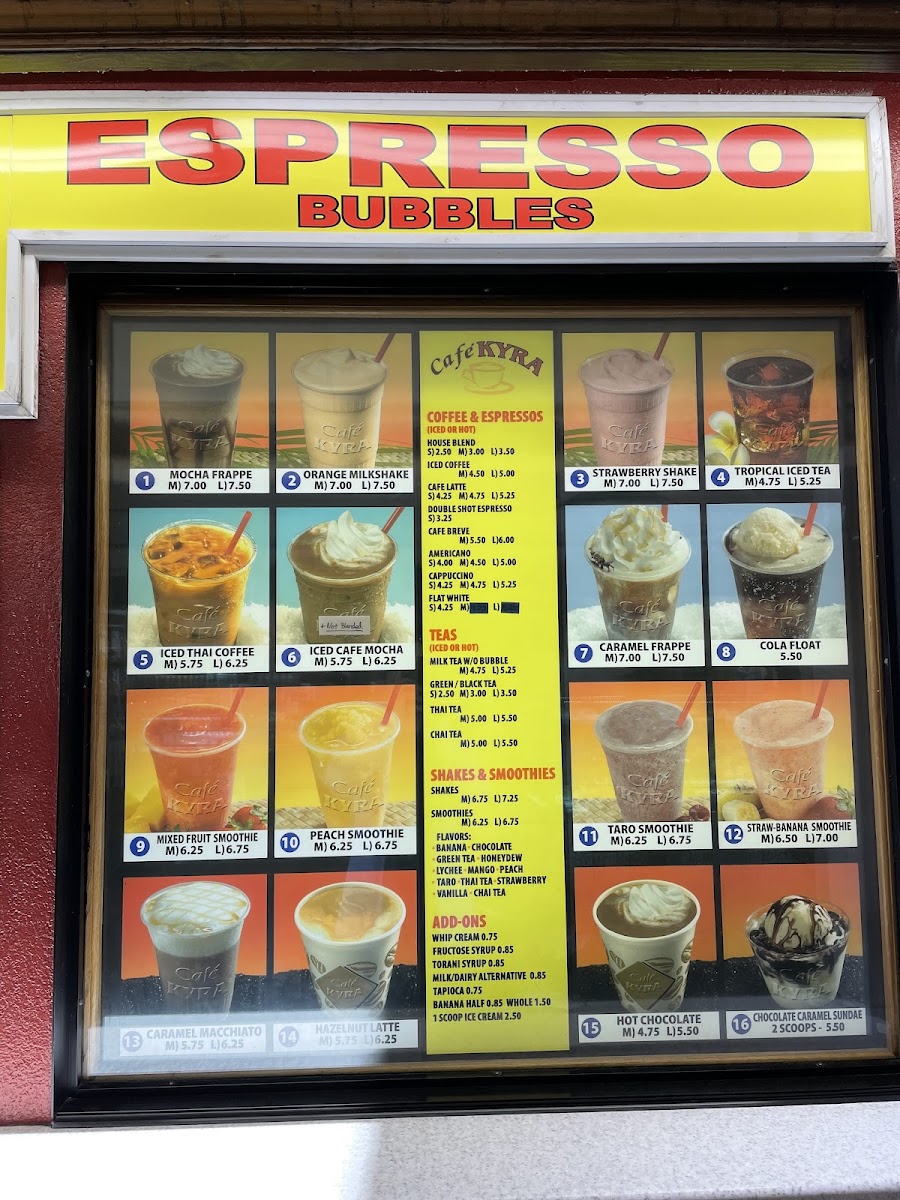 ESPRESSO
BUBBLES
Café KYRA
1 MOCHA FRAPPE
M) 7.00 L) 7.50
2 ORANGE MILKSHAKE
M) 7.00 L) 7.50
3 STRAWBERRY SHAKE
M) 7.00 L) 7.50
4 TROPICAL ICED TEA
M) 4.75 L) 5.25
+ Not Blended
5 ICED THAI COFFEE
M) 5.75 L) 6.25
6 ICED CAFE MOCHA
M) 5.75 L) 6.25
7 CARAMEL FRAPPE
M) 7.00 L) 7.50
8 COLA FLOAT
5.50
9 MIXED FRUIT SMOOTHIE
M) 6.25 L) 6.75
10 PEACH SMOOTHIE
M) 6.25 L) 6.75
11 TARO SMOOTHIE
M) 6.25 L) 6.75
12 STRAW-BANANA SMOOTHIE
M) 6.50 L) 7.00
13 CARAMEL MACCHIATO
M) 5.75 L) 6.25
14 HAZELNUT LATTE
M) 5.75 L) 6.25
15 HOT CHOCOLATE
M) 4.75 L) 5.50
16 CHOCOLATE CARAMEL SUNDAE
2 SCOOPS - 5.50
COFFEE & ESPRESSOS
(ICED OR HOT)
HOUSE BLEND
S) 2.50 M) 3.00 L) 3.50
ICED COFFEE
M) 4.50 L) 5.00
CAFE LATTE
S) 4.25 M) 4.75 L) 5.25
DOUBLE SHOT ESPRESSO
S) 3.25
CAFE BREVE
M) 5.50 L) 6.00
AMERICANO
S) 4.00 M) 4.50 L) 5.00
CAPPUCCINO
S) 4.25 M) 4.75 L) 5.25
FLAT WHITE
S) 4.25 M) L)
TEAS
(ICED OR HOT)
MILK TEA W/O BUBBLE
M) 4.75 L) 5.25
GREEN / BLACK TEA
S) 2.50 M) 3.00 L) 3.50
THAI TEA
M) 5.00 L) 5.50
CHAI TEA
M) 5.00 L) 5.50
SHAKES & SMOOTHIES
SHAKES
M) 6.75 L) 7.25
SMOOTHIES
M) 6.25 L) 6.75
FLAVORS:
• BANANA • CHOCOLATE
• GREEN TEA • HONEYDEW
• LYCHEE • MANGO • PEACH
• TARO • THAI TEA • STRAWBERRY
• VANILLA • CHAI TEA
ADD-ONS
WHIP CREAM 0.75
FRUCTOSE SYRUP 0.85
TORANI SYRUP 0.85
MILK/DAIRY ALTERNATIVE 0.85
TAPIOCA 0.75
BANANA HALF 0.85 WHOLE 1.50
1 SCOOP ICE CREAM 2.50